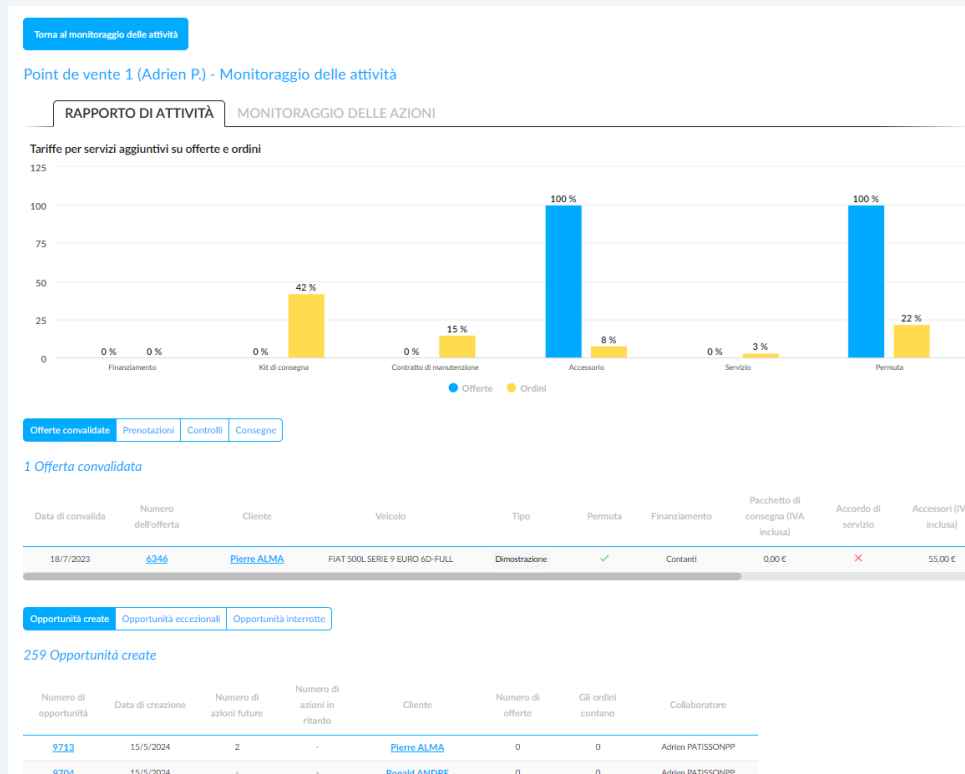 Torna al monitoraggio delle attività
Point de vente 1 (Adrien P.) - Monitoraggio delle attività
RAPPORTO DI ATTIVITÀ MONITORAGGIO DELLE AZIONI
Tariffe per servizi aggiuntivi su offerte e ordini
125
100
75
50
25
0
0 % 0 % 0 % 42 % 0 % 15 % 100 % 8 % 0 % 3 % 100 % 22 %
Finanziamento Kit di consegna Contratto di manutenzione Accessorio Servizio Permuta
Offerte Ordini
Offerte convalidate Prenotazioni Controlli Consegne
1 Offerta convalidata
Data di convalida Numero dell'offerta Cliente Veicolo Tipo Permuta Finanziamento Pacchetto di consegna (IVA inclusa) Accordo di servizio Accessori (IV inclusa)
18/7/2023 6346 Pierre ALMA FIAT 500L SERIE 9 EURO 6D-FULL Dimostrazione Contanti 0,00 € 55,00 €
Opportunità create Opportunità eccezionali Opportunità interrotte
259 Opportunità create
Numero di opportunità Data di creazione Numero di azioni future Numero di azioni in ritardo Cliente Numero di offerte Gli ordini contano Collaboratore
9713 15/5/2024 2 - Pierre ALMA 0 0 Adrien PATISSONPP
9704 15/5/2024 - - Ronald ANDRE 0 0 Adrien PATISSONPP